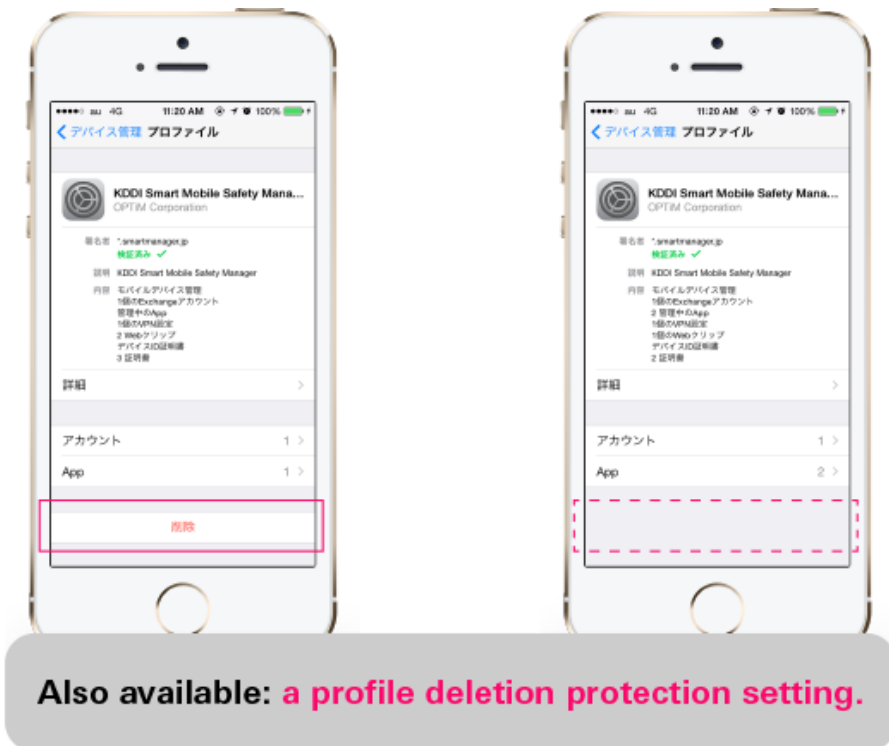 au 4G 11:20 AM 100%
デバイス管理 プロファイル
KDDI Smart Mobile Safety Mana...
OPTiM Corporation
署名者 *.smartmanager.jp
検証済み ✓
説明 KDDI Smart Mobile Safety Manager
内容 モバイルデバイス管理
1個のExchangeアカウント
管理中のApp
1個のVPN設定
2 Webクリップ
デバイスID証明書
3 証明書
詳細
アカウント 1
App 1
削除
au 4G 11:20 AM 100%
デバイス管理 プロファイル
KDDI Smart Mobile Safety Mana...
OPTiM Corporation
署名者 *.smartmanager.jp
検証済み ✓
説明 KDDI Smart Mobile Safety Manager
内容 モバイルデバイス管理
1個のExchangeアカウント
2 管理中のApp
1個のVPN設定
1個のWebクリップ
デバイスID証明書
2 証明書
詳細
アカウント 1
App 2
Also available: a profile deletion protection setting.